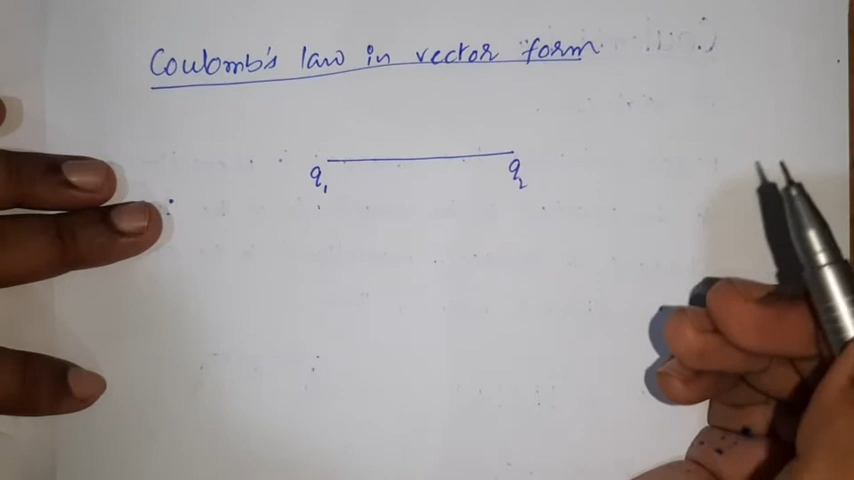 Coulomb's law in vector form
q₁ q₂